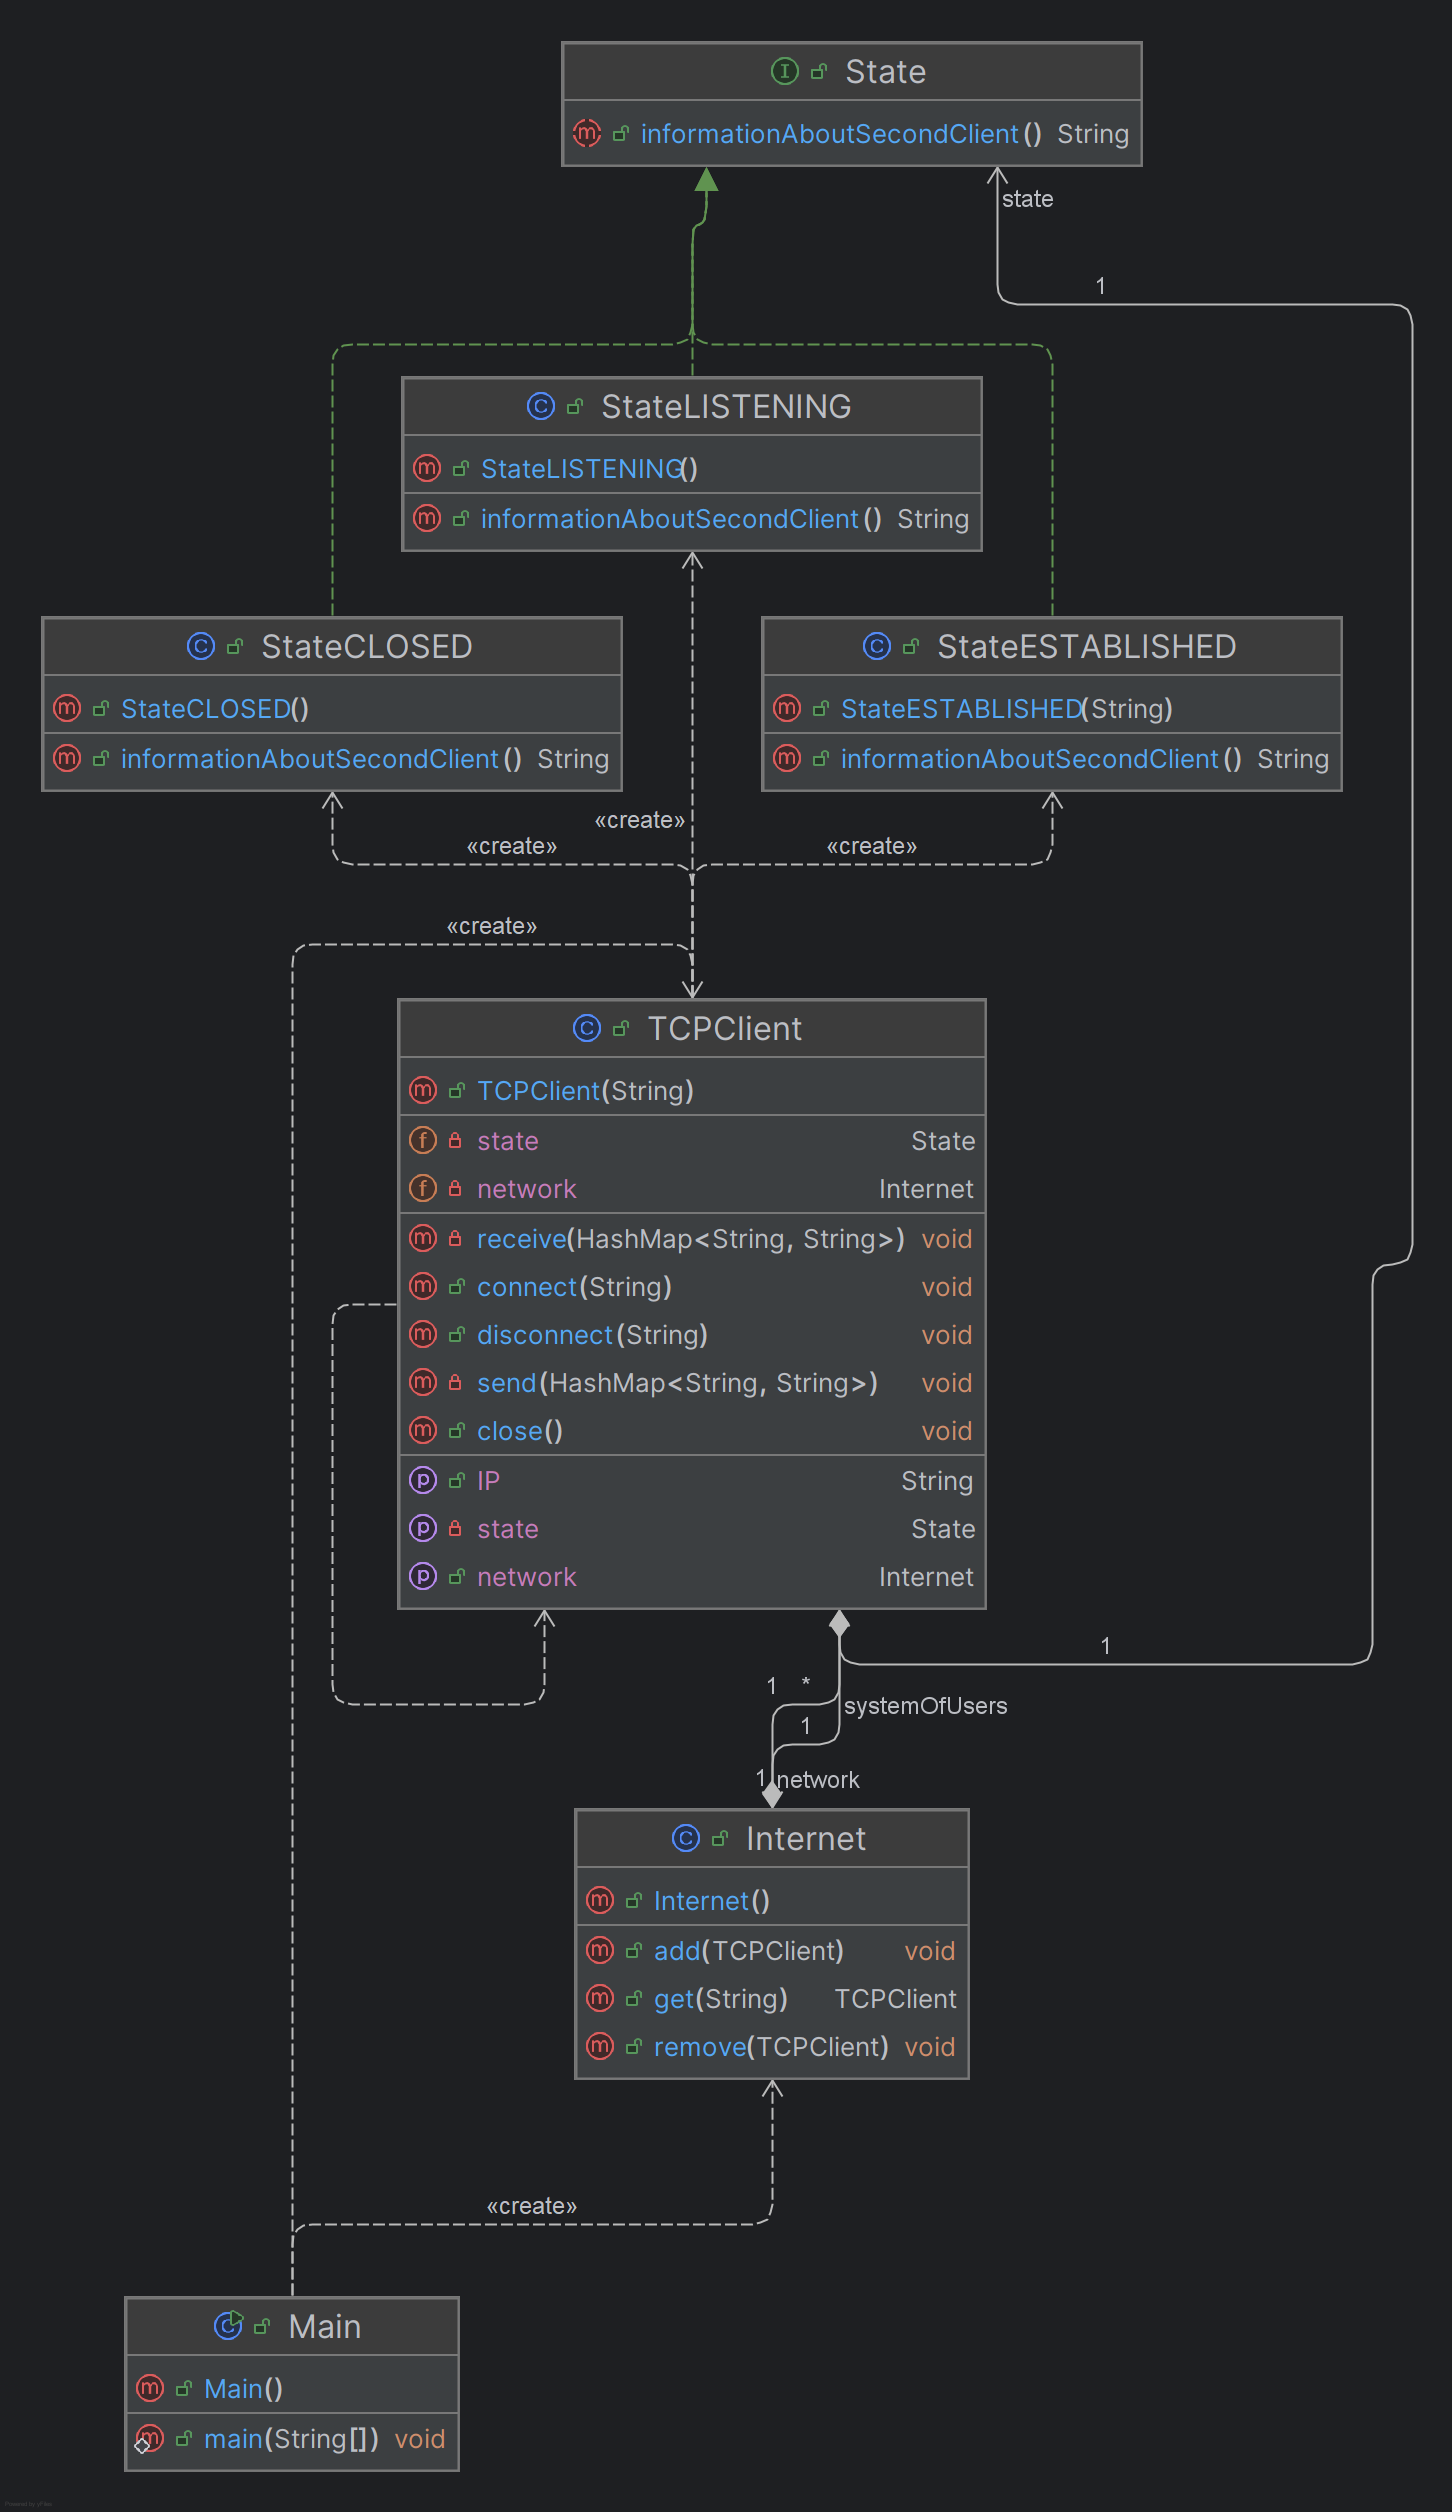 State
informationAboutSecondClient() String
state
1
StateLISTENING
StateLISTENING()
informationAboutSecondClient() String
StateCLOSED
StateCLOSED()
informationAboutSecondClient() String
StateESTABLISHED
StateESTABLISHED(String)
informationAboutSecondClient() String
«create»
«create»
«create»
«create»
TCPClient
TCPClient(String)
state State
network Internet
receive(HashMap<String, String>) void
connect(String) void
disconnect(String) void
send(HashMap<String, String>) void
close() void
IP String
state State
network Internet
1
1 *
systemOfUsers
1
1 network
Internet
Internet()
add(TCPClient) void
get(String) TCPClient
remove(TCPClient) void
«create»
Main
Main()
main(String[]) void